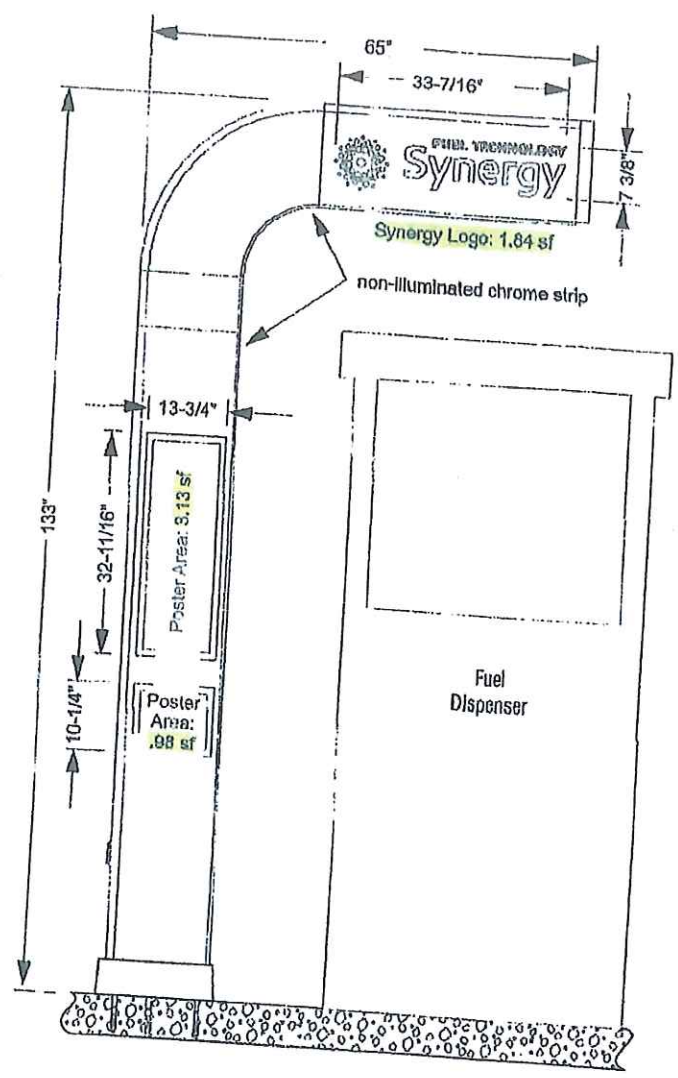 65"
33-7/16"
FUEL TECHNOLOGY
Synergy
7 3/8"
Synergy Logo: 1.84 sf
non-illuminated chrome strip
13-3/4"
133"
32-11/16"
Poster Area: 3.13 sf
10-1/4"
Poster
Area:
.98 sf
Fuel
Dispenser